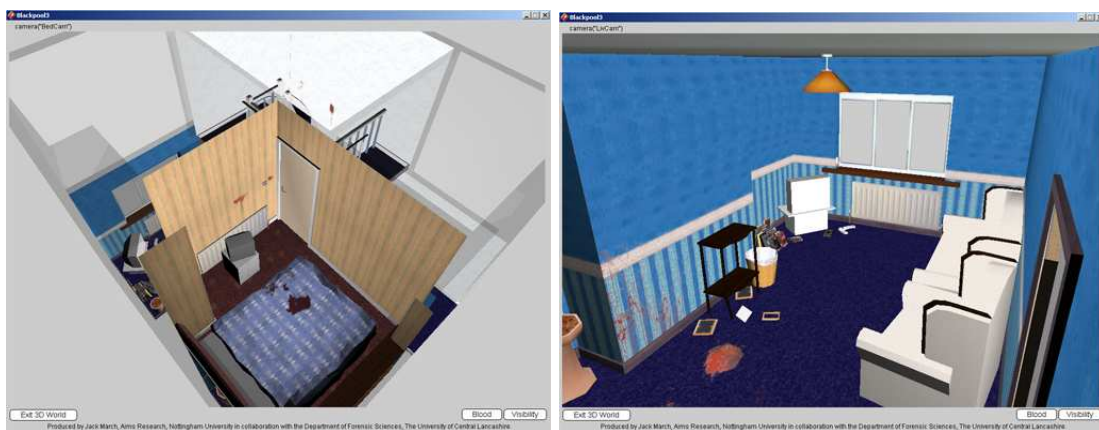 Blackpool3
camera("BedCam")
Exit 3D World
Blood
Visibility
Produced by Jack March, Aims Research, Nottingham University in collaboration with the Department of Forensic Sciences, The University of Central Lancashire.
Blackpool3
camera("LivCam")
Exit 3D World
Blood
Visibility
Produced by Jack March, Aims Research, Nottingham University in collaboration with the Department of Forensic Sciences, The University of Central Lancashire.